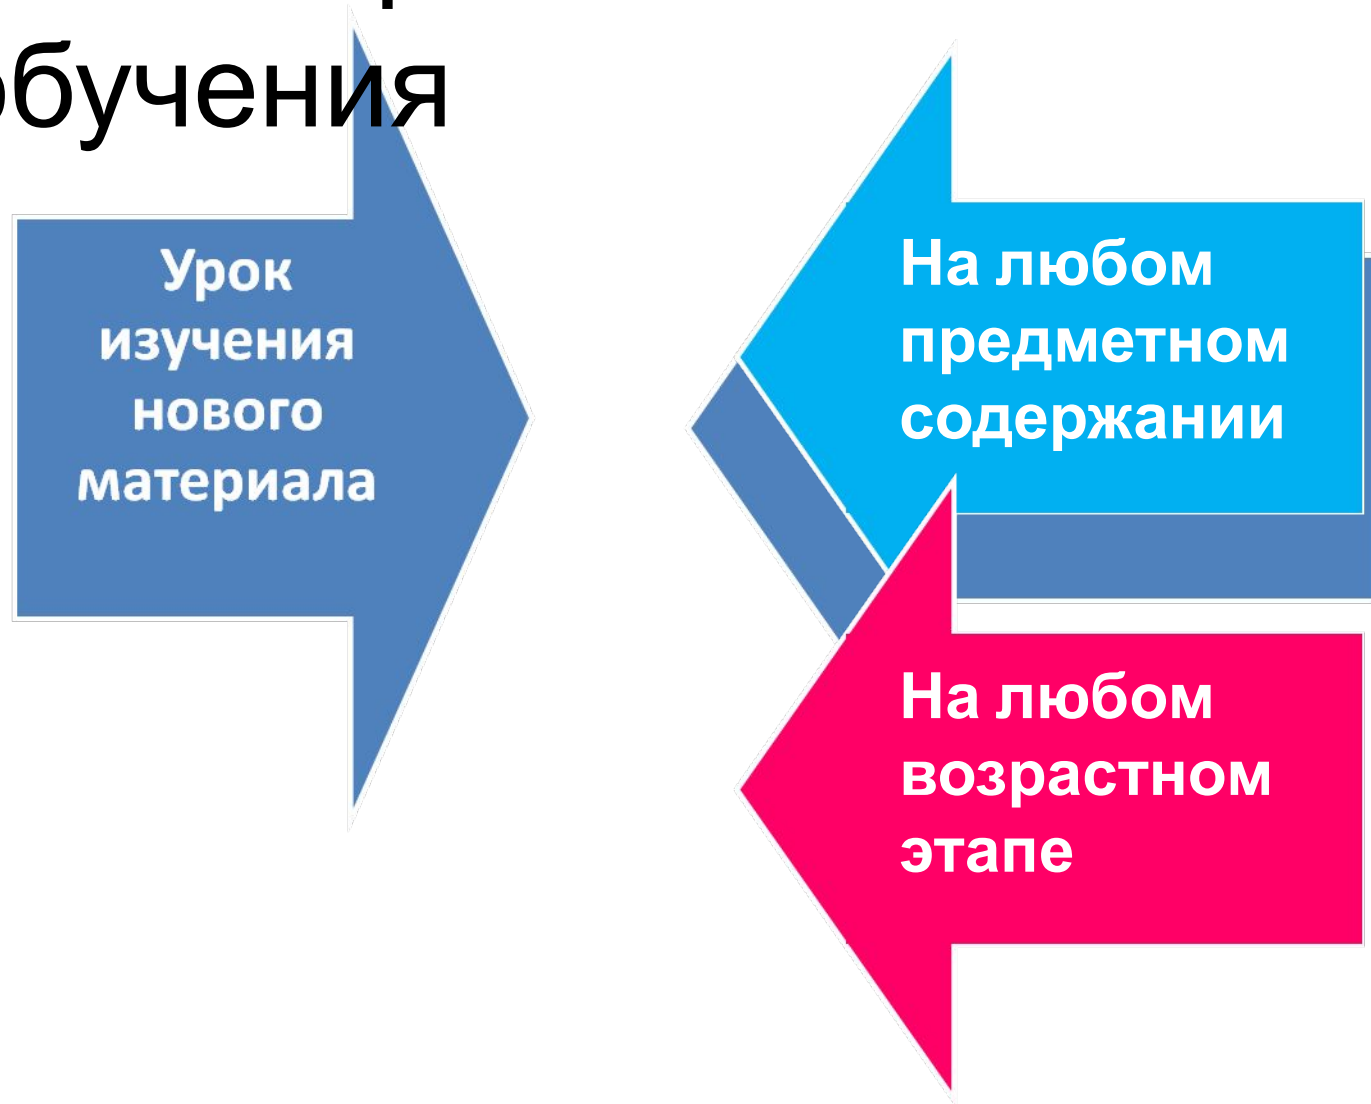 обучения
Урок
изучения
нового
материала
На любом
предметном
содержании
На любом
возрастном
этапе